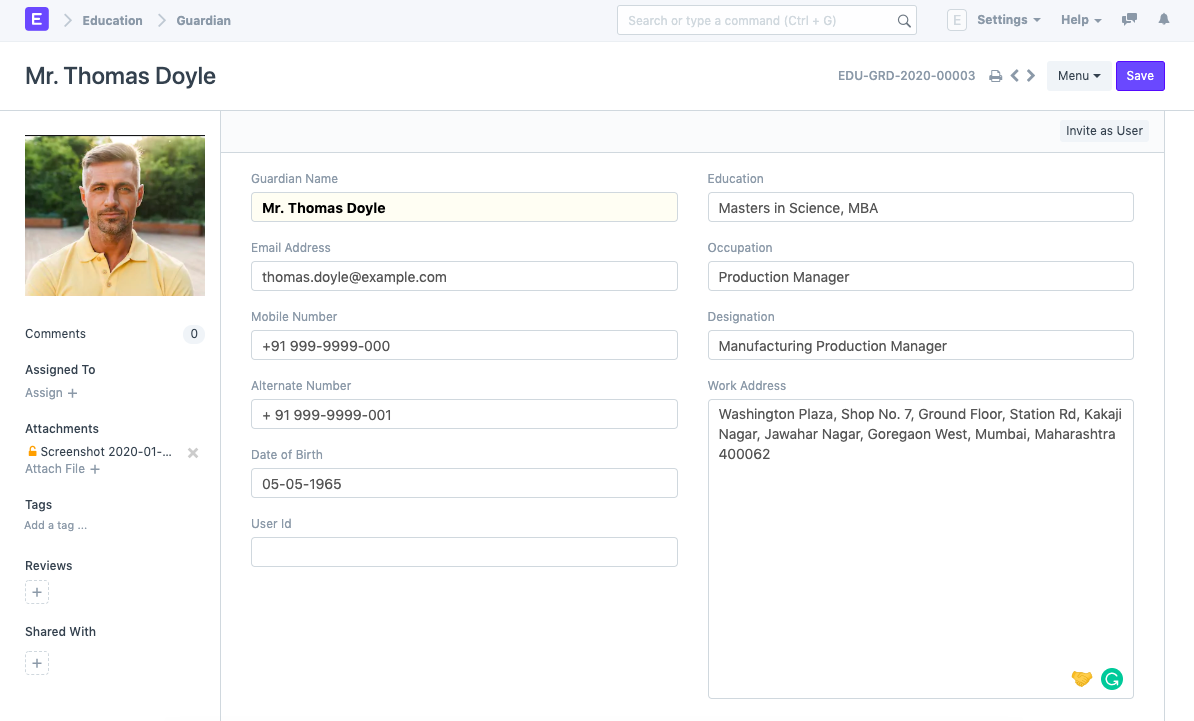 E Education Guardian Search or type a command (Ctrl + G) E Settings Help
Mr. Thomas Doyle EDU-GRD-2020-00003 Menu Save
Invite as User
Comments 0
Assigned To
Assign +
Attachments
Screenshot 2020-01-...
Attach File +
Tags
Add a tag ...
Reviews
+
Shared With
+
Guardian Name
Mr. Thomas Doyle
Email Address
thomas.doyle@example.com
Mobile Number
+91 999-9999-000
Alternate Number
+ 91 999-9999-001
Date of Birth
05-05-1965
User Id
Education
Masters in Science, MBA
Occupation
Production Manager
Designation
Manufacturing Production Manager
Work Address
Washington Plaza, Shop No. 7, Ground Floor, Station Rd, Kakaji
Nagar, Jawahar Nagar, Goregaon West, Mumbai, Maharashtra
400062